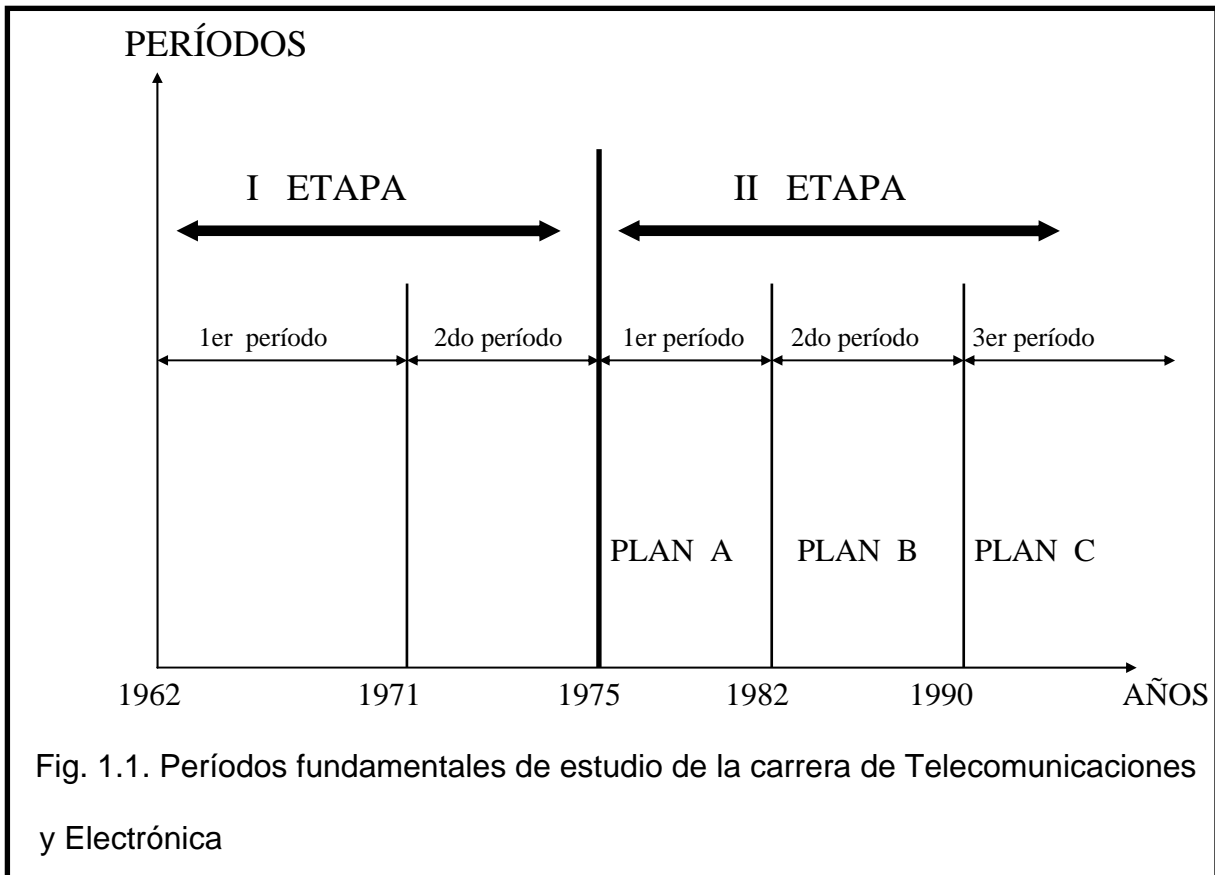 PERÍODOS
I ETAPA
II ETAPA
1er período
2do período
1er período
2do período
3er período
PLAN A
PLAN B
PLAN C
1962
1971
1975
1982
1990
AÑOS
Fig. 1.1. Períodos fundamentales de estudio de la carrera de Telecomunicaciones
y Electrónica